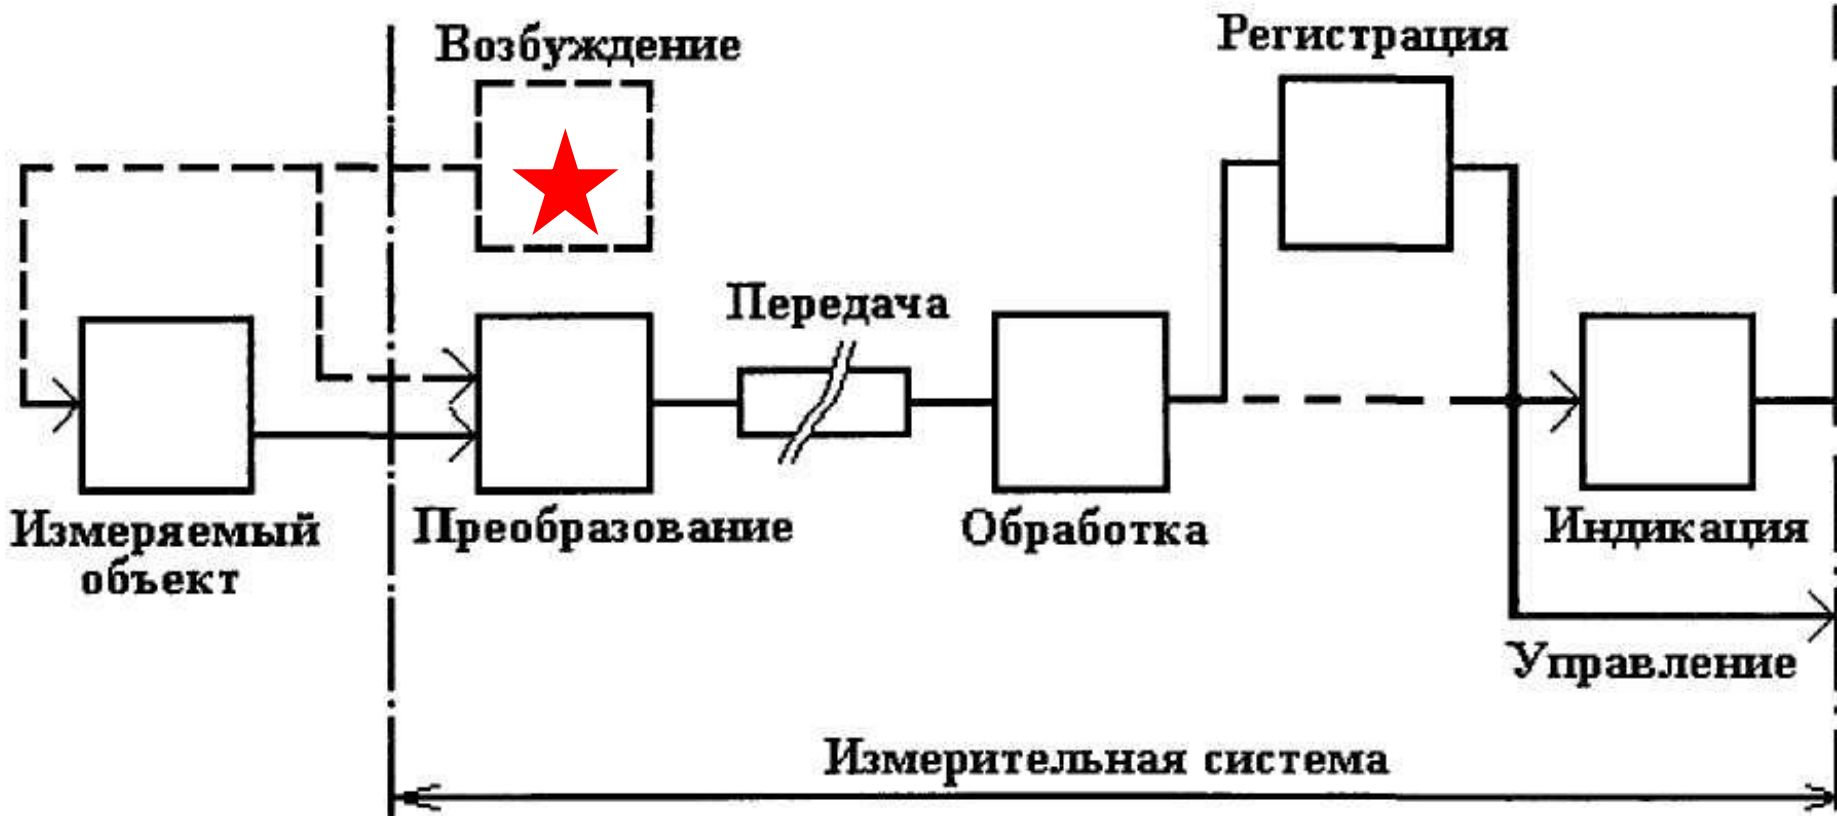 Возбуждение
Регистрация
Передача
Измеряемый
объект
Преобразование
Обработка
Индикация
Управление
Измерительная система